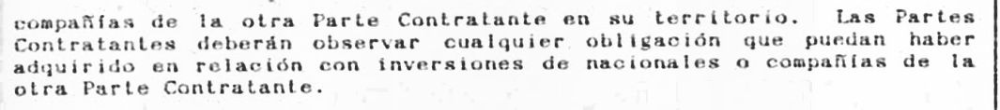 compañías de la otra Parte Contratante en su territorio. Las Partes
Contratantes deberán observar cualquier obligación que puedan haber
adquirido en relación con inversiones de nacionales o compañías de la
otra Parte Contratante.